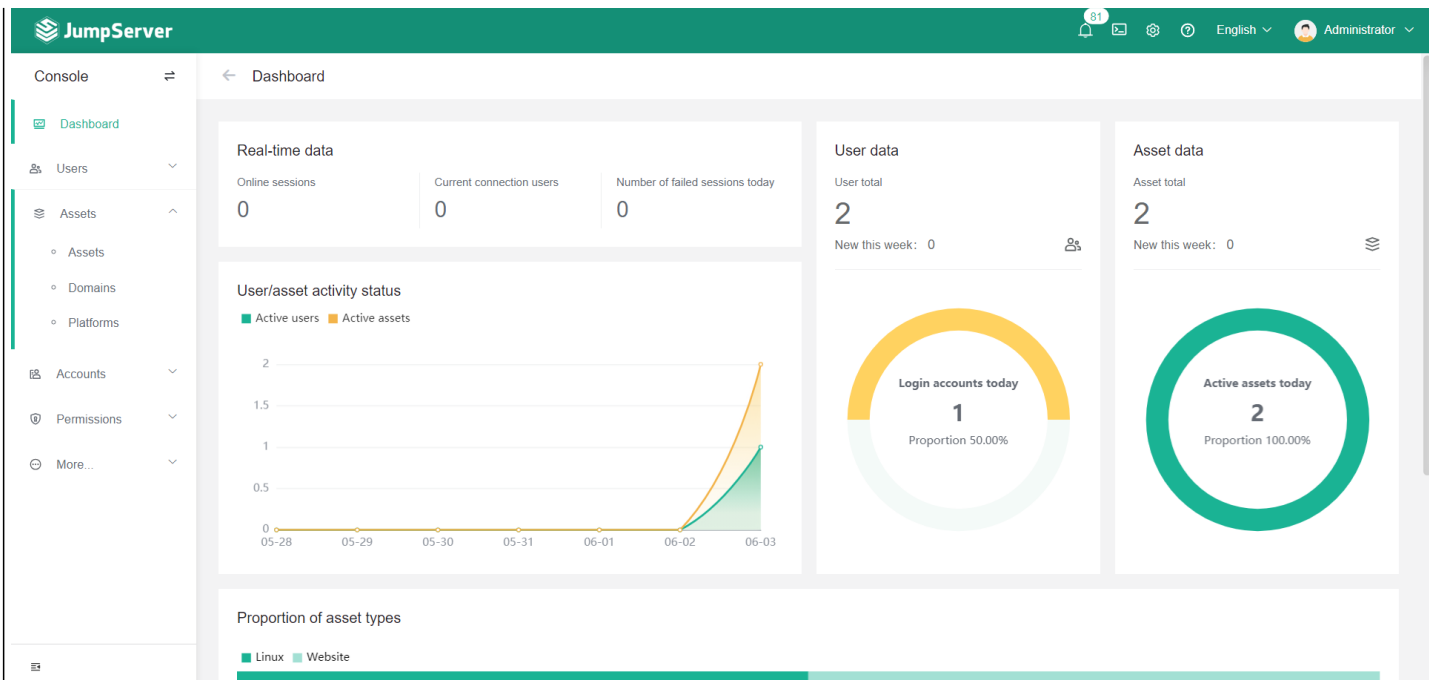 JumpServer
81
English
Administrator
Console
Dashboard
Users
Assets
Assets
Domains
Platforms
Accounts
Permissions
More...
Dashboard
Real-time data
Online sessions
0
Current connection users
0
Number of failed sessions today
0
User/asset activity status
Active users Active assets
2
1.5
1
0.5
0
05-28 05-29 05-30 05-31 06-01 06-02 06-03
User data
User total
2
New this week: 0
Login accounts today
1
Proportion 50.00%
Asset data
Asset total
2
New this week: 0
Active assets today
2
Proportion 100.00%
Proportion of asset types
Linux Website